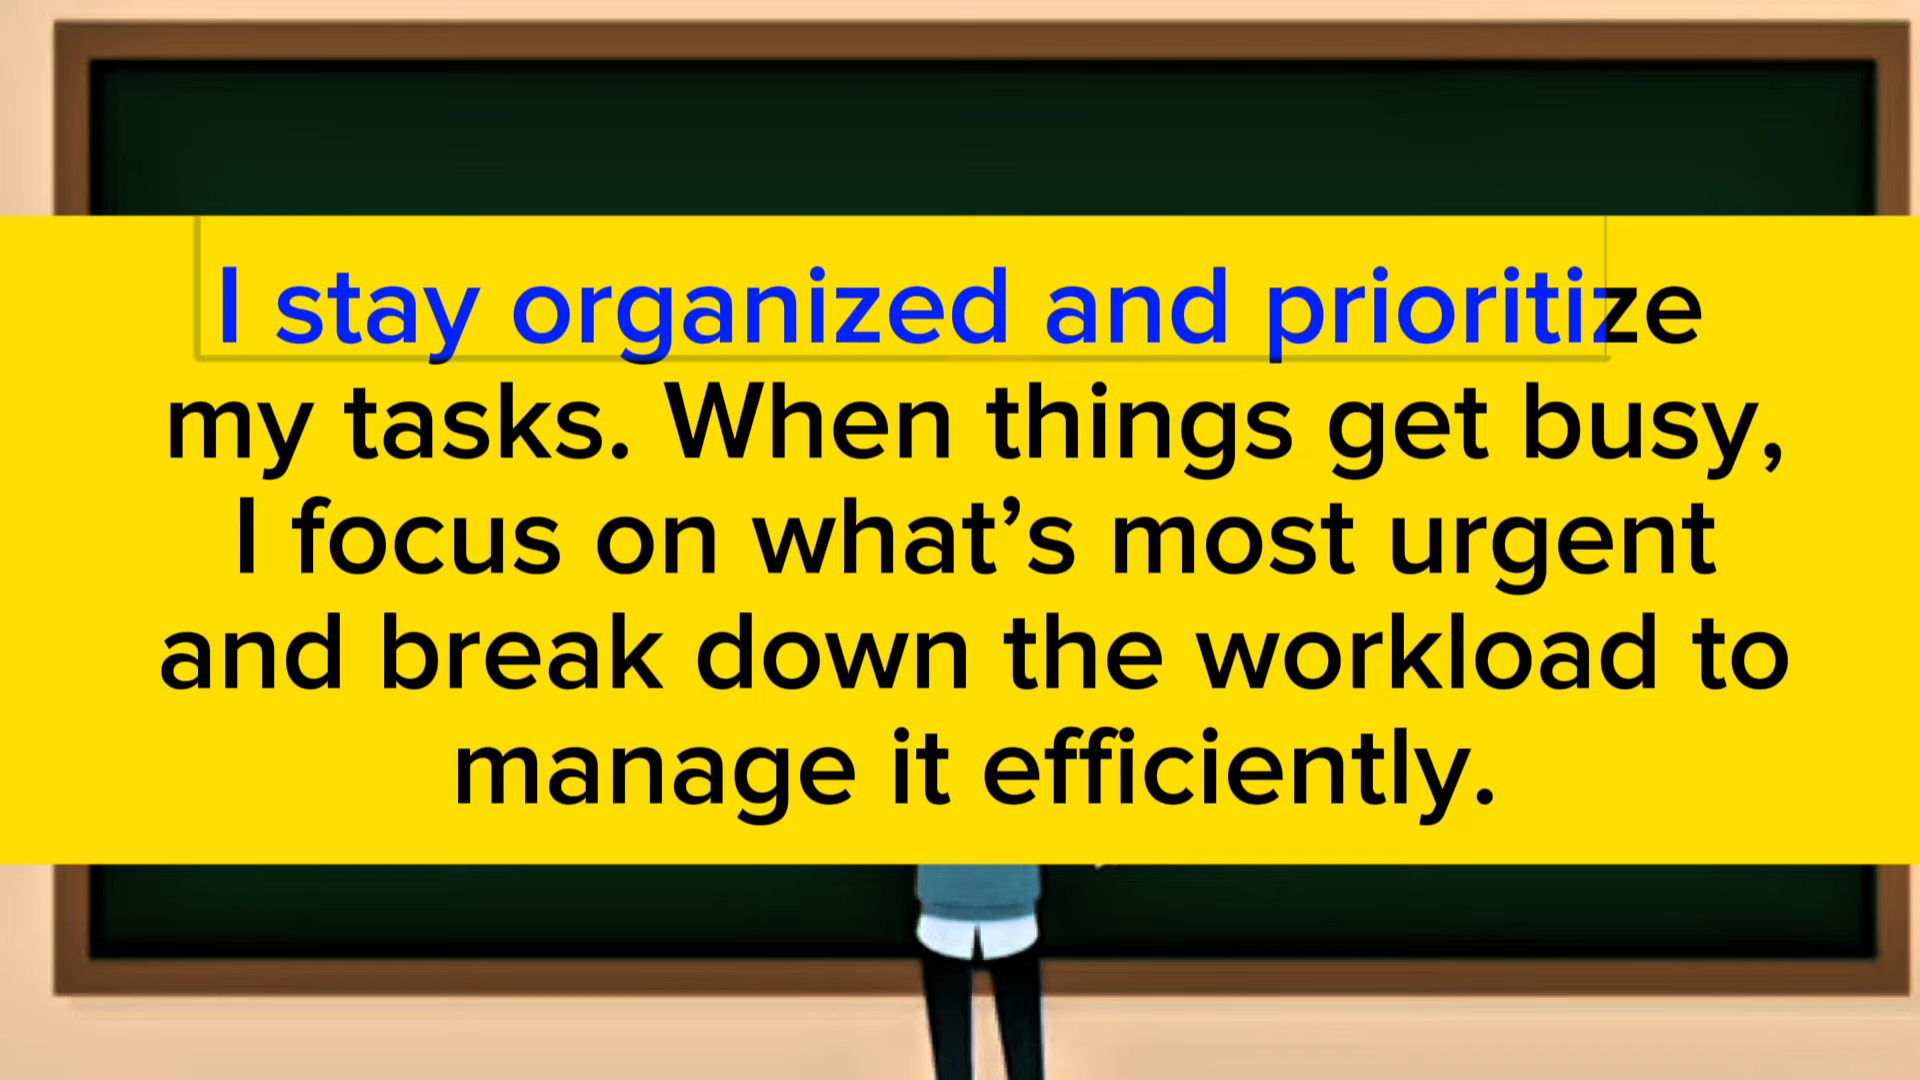 I stay organized and prioritize
my tasks. When things get busy,
I focus on what’s most urgent
and break down the workload to
manage it efficiently.